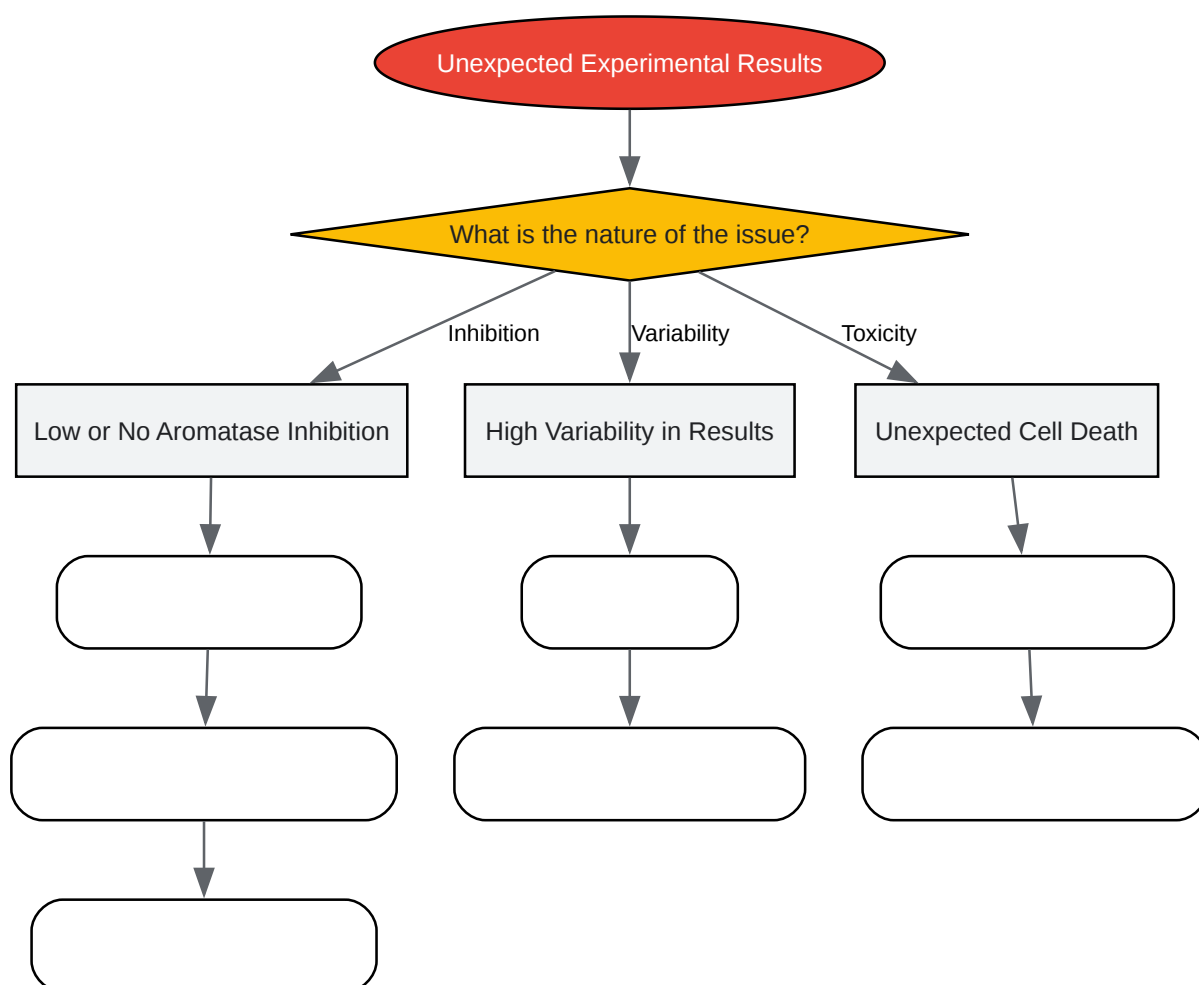 Unexpected Experimental Results
What is the nature of the issue?
Inhibition
Variability
Toxicity
Low or No Aromatase Inhibition
High Variability in Results
Unexpected Cell Death